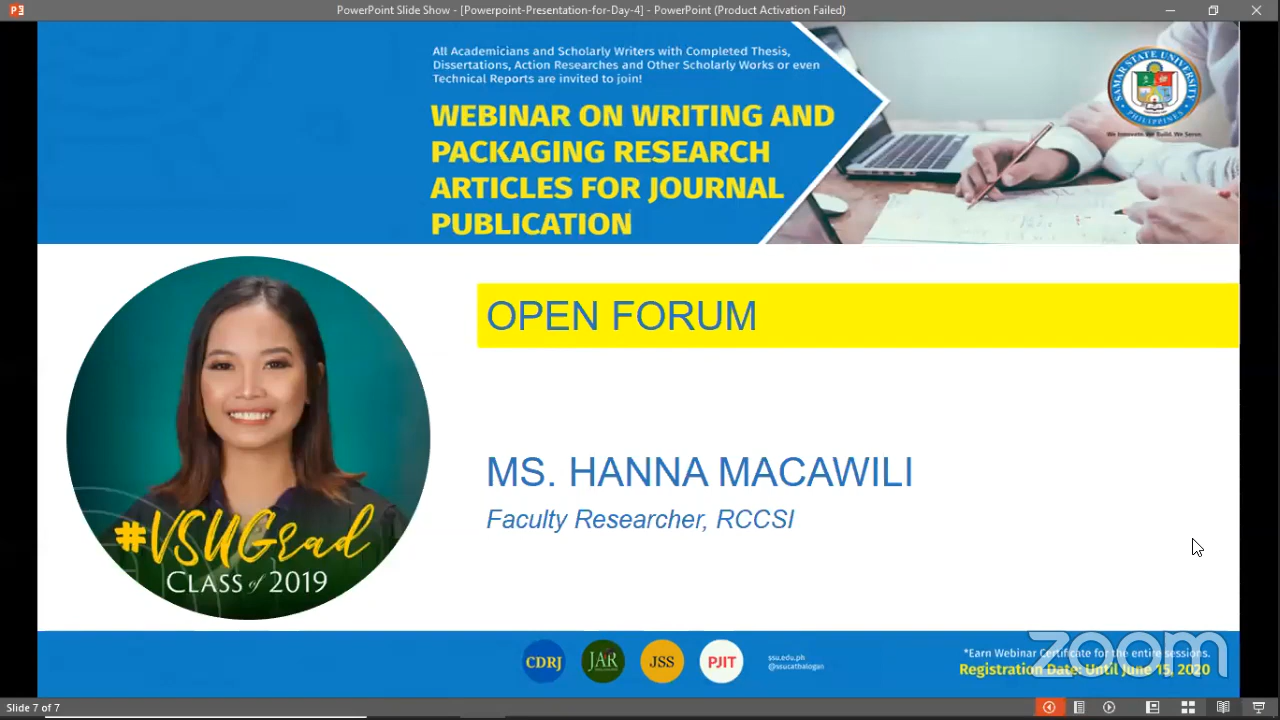 PowerPoint Slide Show - [Powerpoint-Presentation-for-Day-4] - PowerPoint (Product Activation Failed)
All Academicians and Scholarly Writers with Completed Thesis,
Dissertations, Action Researches and Other Scholarly Works or even
Technical Reports are invited to join!
WEBINAR ON WRITING AND
PACKAGING RESEARCH
ARTICLES FOR JOURNAL
PUBLICATION
SAMAR STATE UNIVERSITY
PHILIPPINES
We Innovate. We Build. We Serve.
OPEN FORUM
MS. HANNA MACAWILI
Faculty Researcher, RCCSI
#VSUGrad
CLASS of 2019
CDRJ
JAR
JSS
PJIT
ssu.edu.ph
@ssucatbalogan
zoom
*Earn Webinar Certificate for the entire sessions.
Registration Date: Until June 15, 2020
Slide 7 of 7